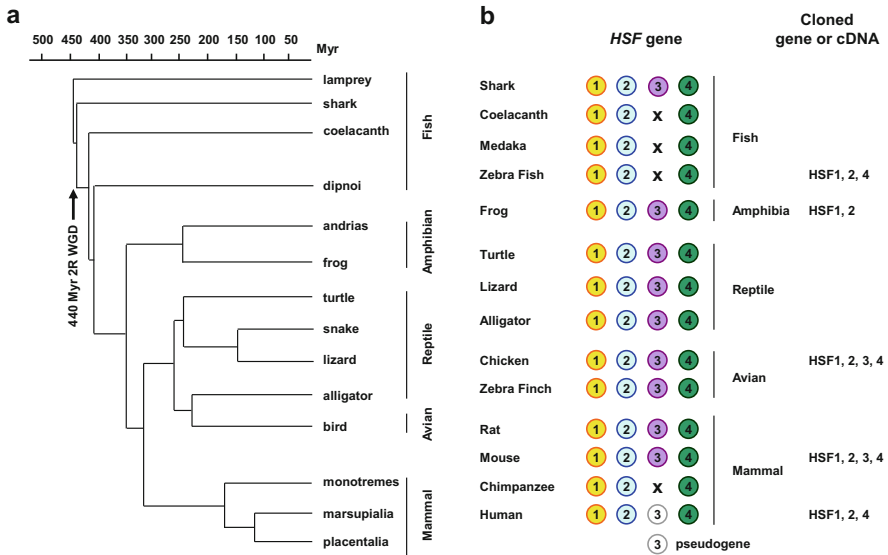 a
500 450 400 350 300 250 200 150 100 50 Myr
lamprey
shark
coelacanth
dipnoi
Fish
440 Myr 2R WGD
andrias
frog
Amphibian
turtle
snake
lizard
alligator
Reptile
bird
Avian
monotremes
marsupialia
placentalia
Mammal
b
HSF gene
Cloned
gene or cDNA
Shark 1 2 3 4
Coelacanth 1 2 x 4
Medaka 1 2 x 4
Zebra Fish 1 2 x 4 HSF1, 2, 4
Fish
Frog 1 2 3 4 Amphibia HSF1, 2
Turtle 1 2 3 4
Lizard 1 2 3 4
Alligator 1 2 3 4
Reptile
Chicken 1 2 3 4 HSF1, 2, 3, 4
Zebra Finch 1 2 3 4
Avian
Rat 1 2 3 4
Mouse 1 2 3 4 HSF1, 2, 3, 4
Chimpanzee 1 2 x 4
Human 1 2 3 4 HSF1, 2, 4
Mammal
3 pseudogene